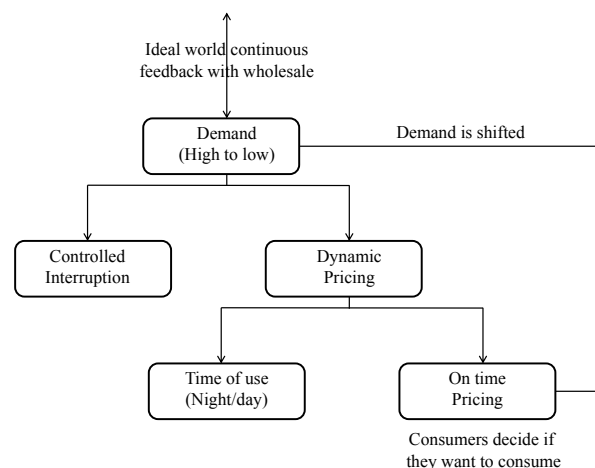 Ideal world continuous
feedback with wholesale
Demand
(High to low)
Demand is shifted
Controlled
Interruption
Dynamic
Pricing
Time of use
(Night/day)
On time
Pricing
Consumers decide if
they want to consume